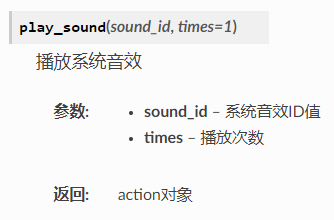 play_sound(sound_id, times=1)
播放系统音效
参数:
• sound_id – 系统音效ID值
• times – 播放次数
返回: action对象